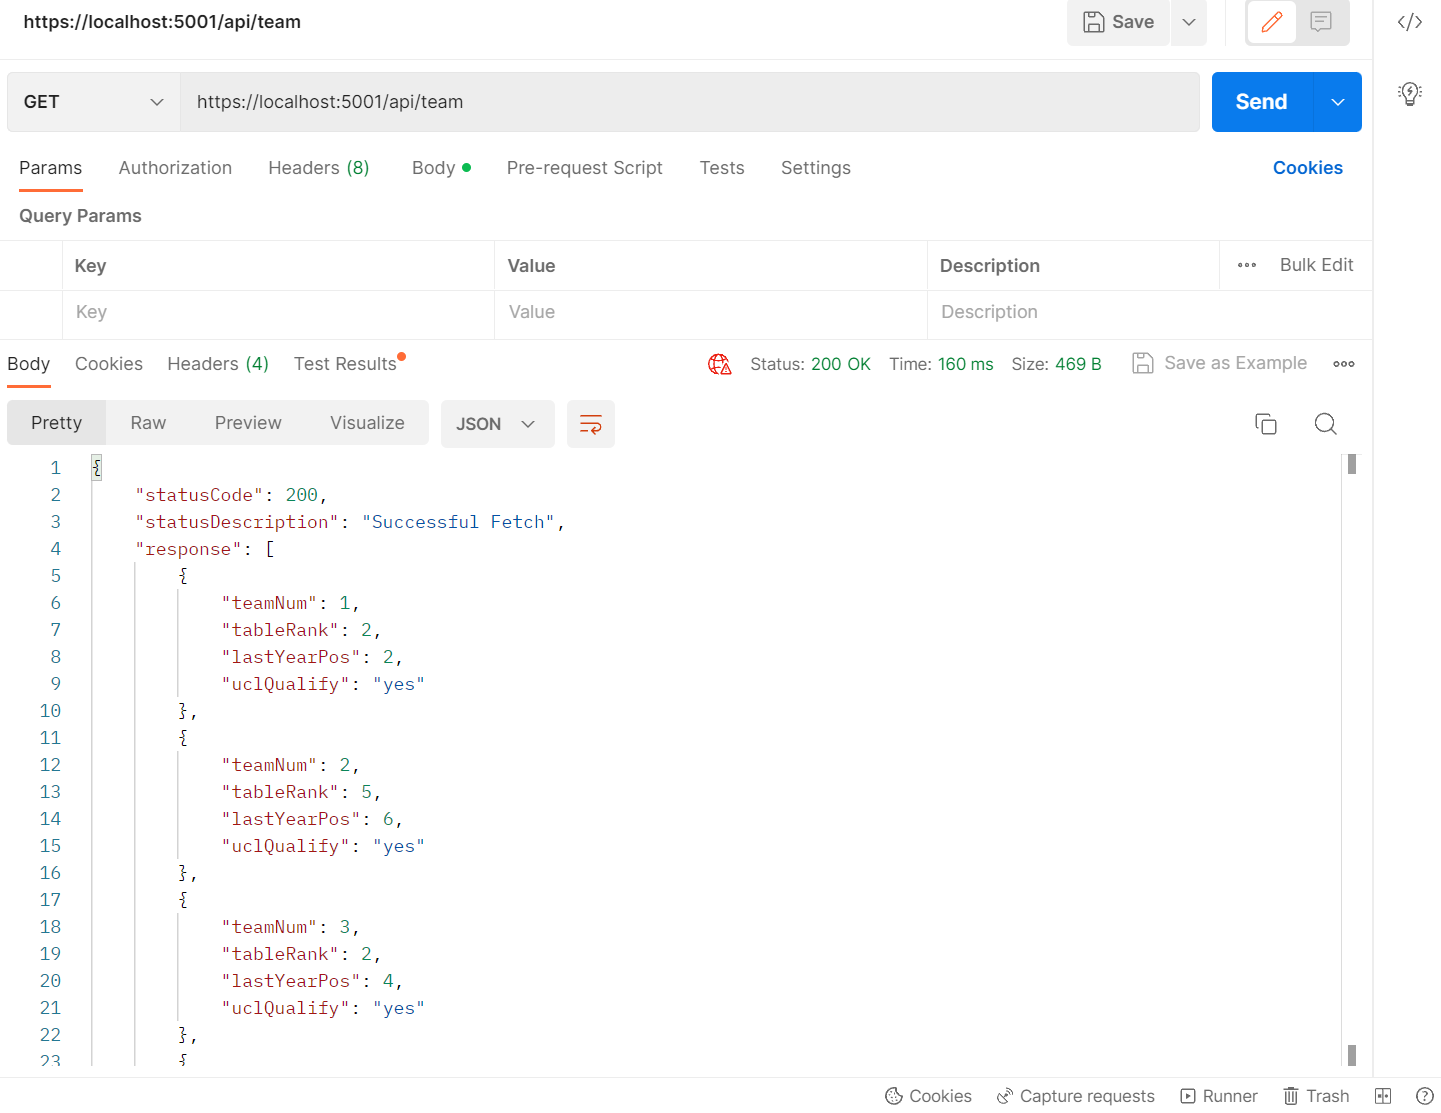 https://localhost:5001/api/team
Save
GET https://localhost:5001/api/team Send
Params Authorization Headers (8) Body Pre-request Script Tests Settings Cookies
Query Params
Key Value Description Bulk Edit
Key Value Description
Body Cookies Headers (4) Test Results Status: 200 OK Time: 160 ms Size: 469 B Save as Example
Pretty Raw Preview Visualize JSON
1 {
2 "statusCode": 200,
3 "statusDescription": "Successful Fetch",
4 "response": [
5 {
6 "teamNum": 1,
7 "tableRank": 2,
8 "lastYearPos": 2,
9 "uclQualify": "yes"
10 },
11 {
12 "teamNum": 2,
13 "tableRank": 5,
14 "lastYearPos": 6,
15 "uclQualify": "yes"
16 },
17 {
18 "teamNum": 3,
19 "tableRank": 2,
20 "lastYearPos": 4,
21 "uclQualify": "yes"
22 },
23 {
Cookies Capture requests Runner Trash